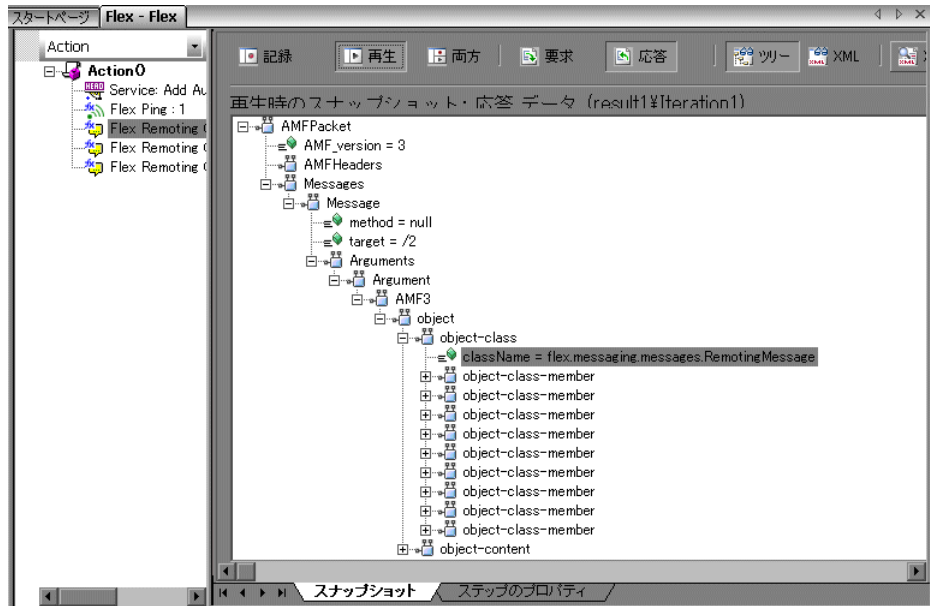 スタートページ Flex - Flex
Action
Action0
Service: Add Au
Flex Ping : 1
Flex Remoting
Flex Remoting
Flex Remoting
記録 再生 両方 要求 応答 ツリー XML
再生時のスナップショット・応答 データ (result1¥Iteration1)
AMFPacket
AMF_version = 3
AMFHeaders
Messages
Message
method = null
target = /2
Arguments
Argument
AMF3
object
object-class
className = flex.messaging.messages.RemotingMessage
object-class-member
object-class-member
object-class-member
object-class-member
object-class-member
object-class-member
object-class-member
object-class-member
object-class-member
object-content
スナップショット ステップのプロパティ